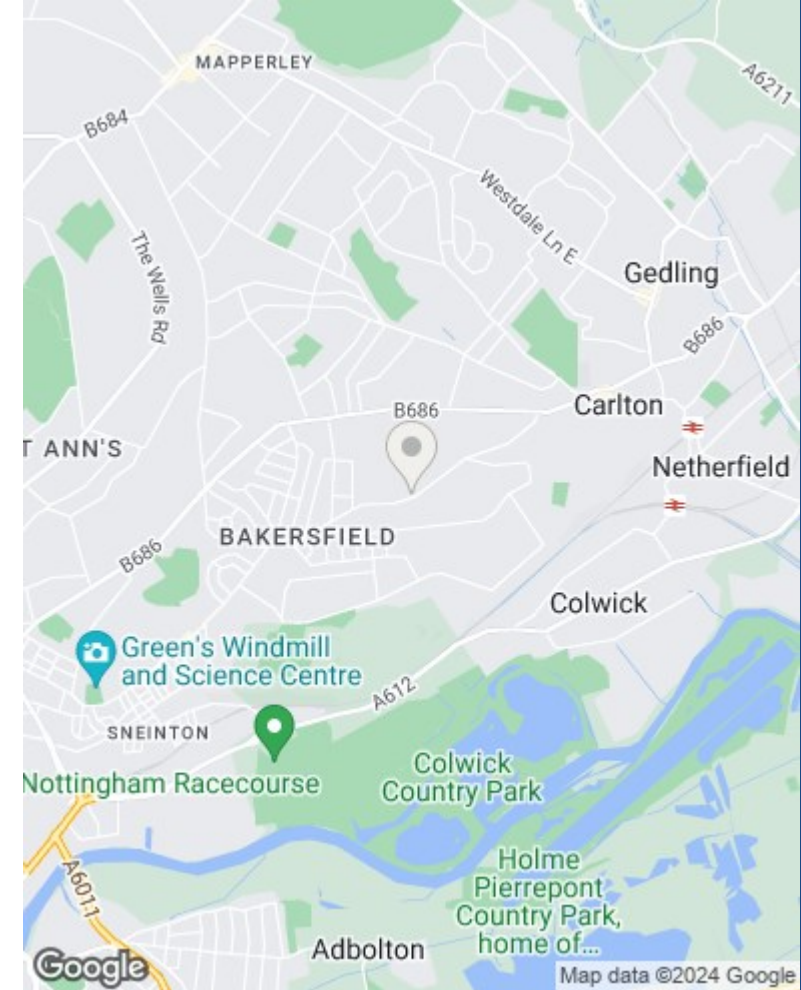 MAPPERLEY
A6211
B684
Westdale Ln E
The Wells Rd
Gedling
B686
Carlton
B686
T ANN'S
Netherfield
BAKERSFIELD
B686
Colwick
Green's Windmill
and Science Centre
A612
SNEINTON
Colwick
Country Park
Nottingham Racecourse
Holme
Pierrepont
Country Park,
home of...
A6011
Adbolton
Google
Map data ©2024 Google